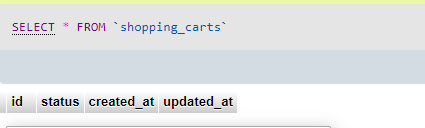 SELECT * FROM `shopping_carts`
id status created_at updated_at